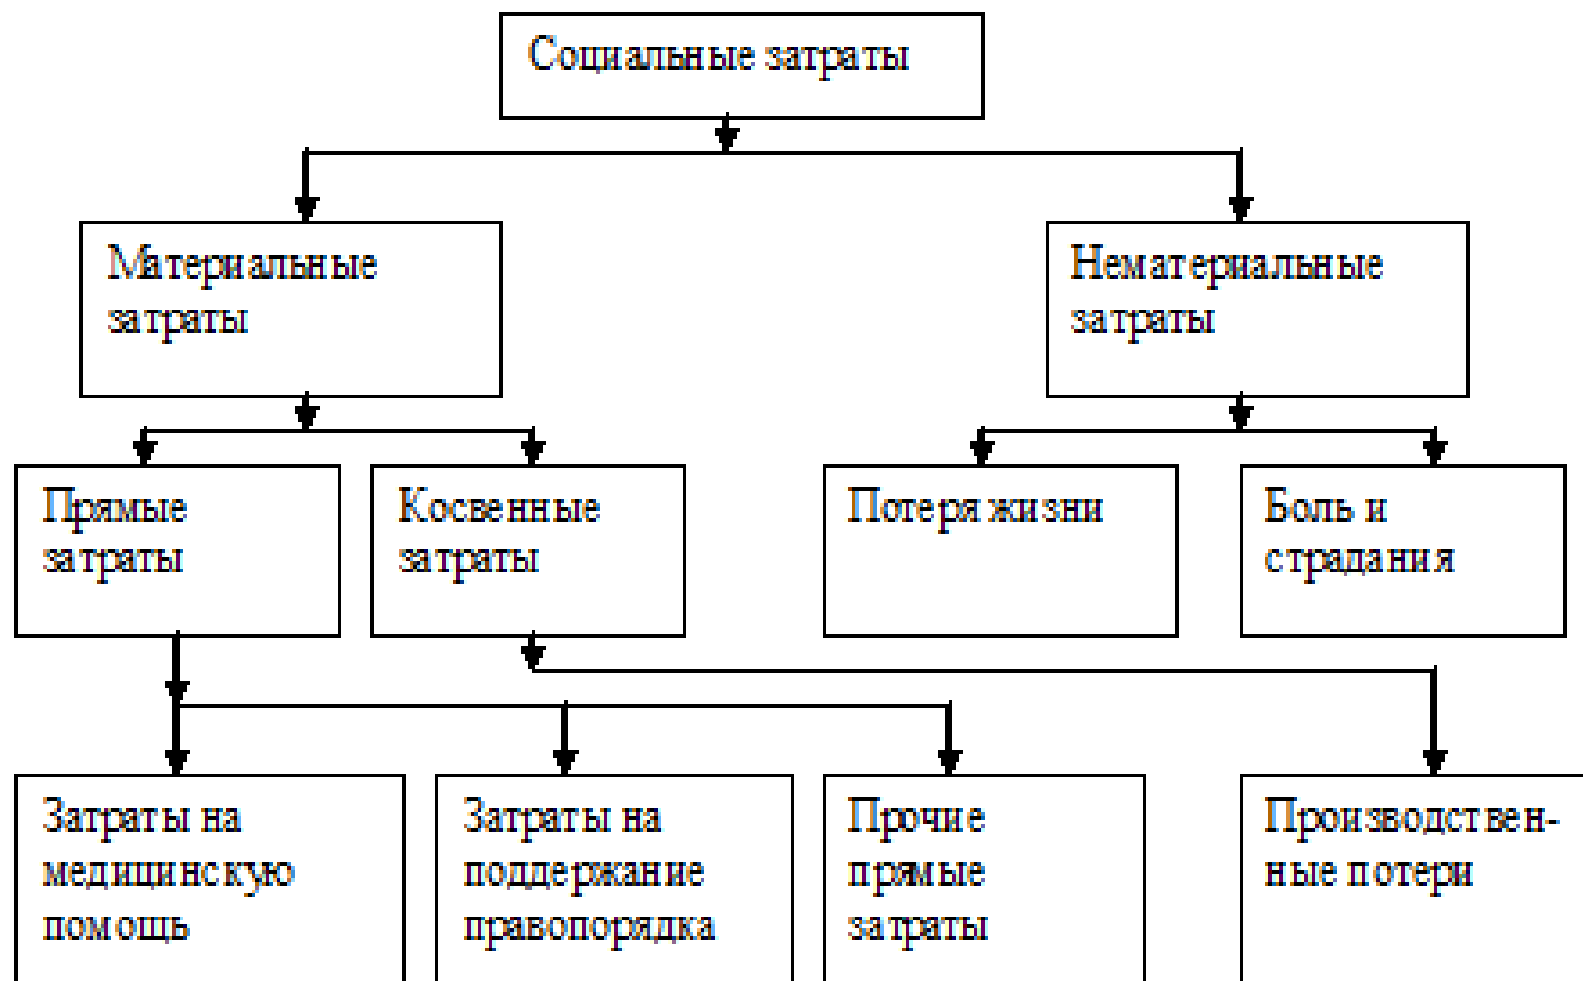 Социальные затраты
Материальные
затраты
Нематериальные
затраты
Прямые
затраты
Косвенные
затраты
Потеря жизни
Боль и
страдания
Затраты на
медицинскую
помощь
Затраты на
поддержание
правопорядка
Прочие
прямые
затраты
Производствен-
ные потери